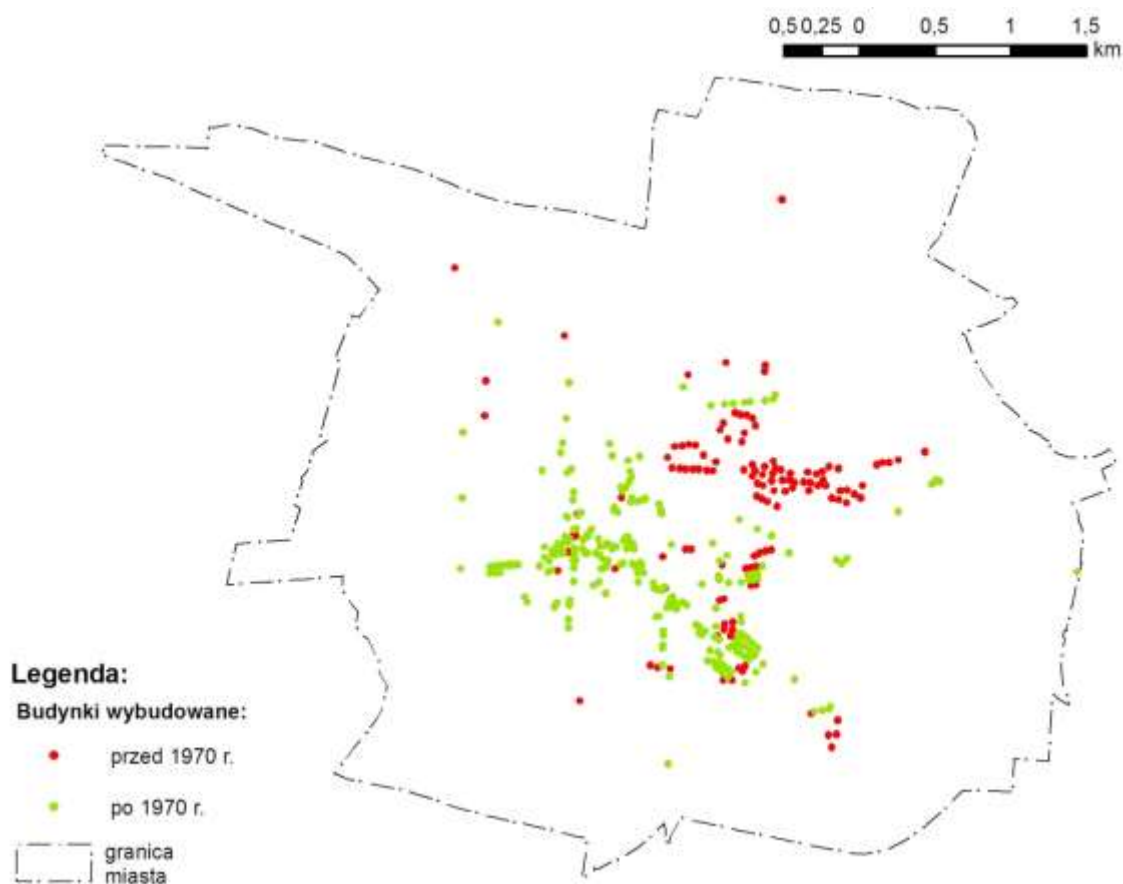 0,5 0,25 0 0,5 1 1,5
km
Legenda:
Budynki wybudowane:
przed 1970 r.
po 1970 r.
granica
miasta